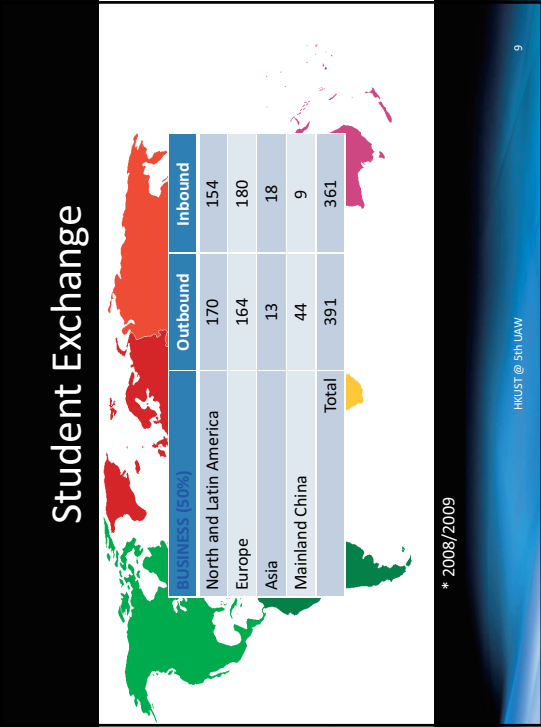 Student Exchange
BUSINESS (50%) Outbound Inbound
North and Latin America 170 154
Europe 164 180
Asia 13 18
Mainland China 44 9
Total 391 361
* 2008/2009
HKUST @ 5th UAW
9